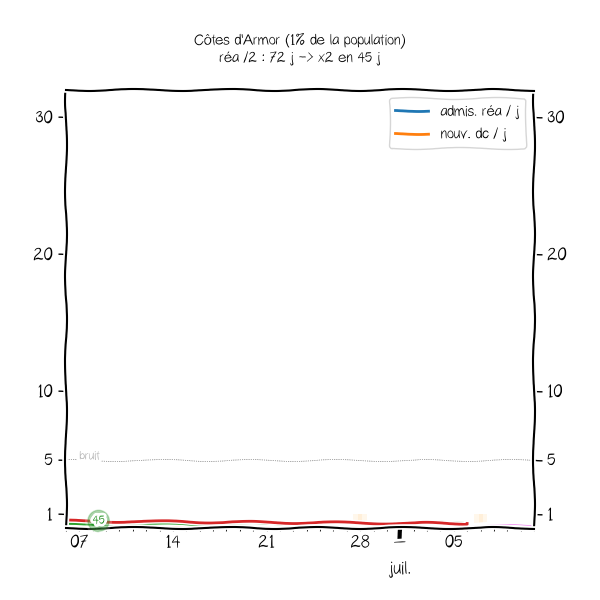 Côtes d'Armor (1% de la population)
réa /2 : 72 j -> x2 en 45 j
admis. réa / j
nouv. dc / j
30
30
20
20
10
10
5
bruit
5
1
45
1
07
14
21
28
05
juil.